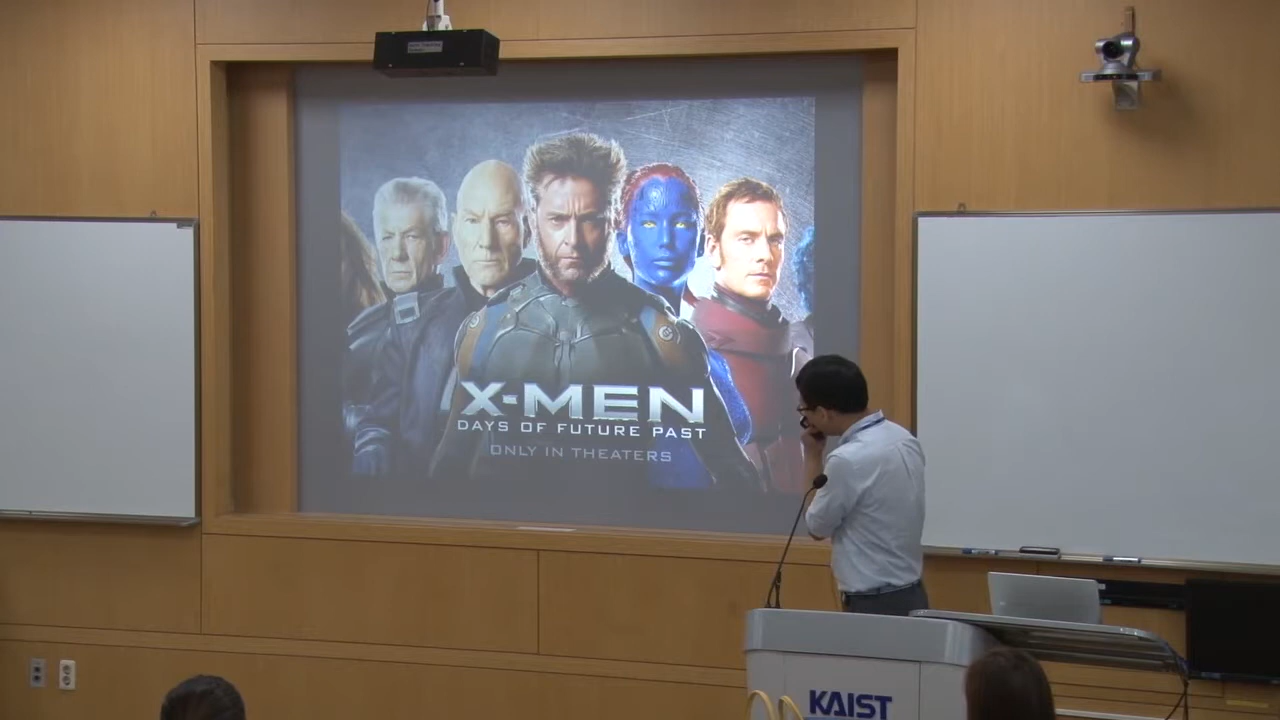 X-MEN
DAYS OF FUTURE PAST
ONLY IN THEATERS
KAIST